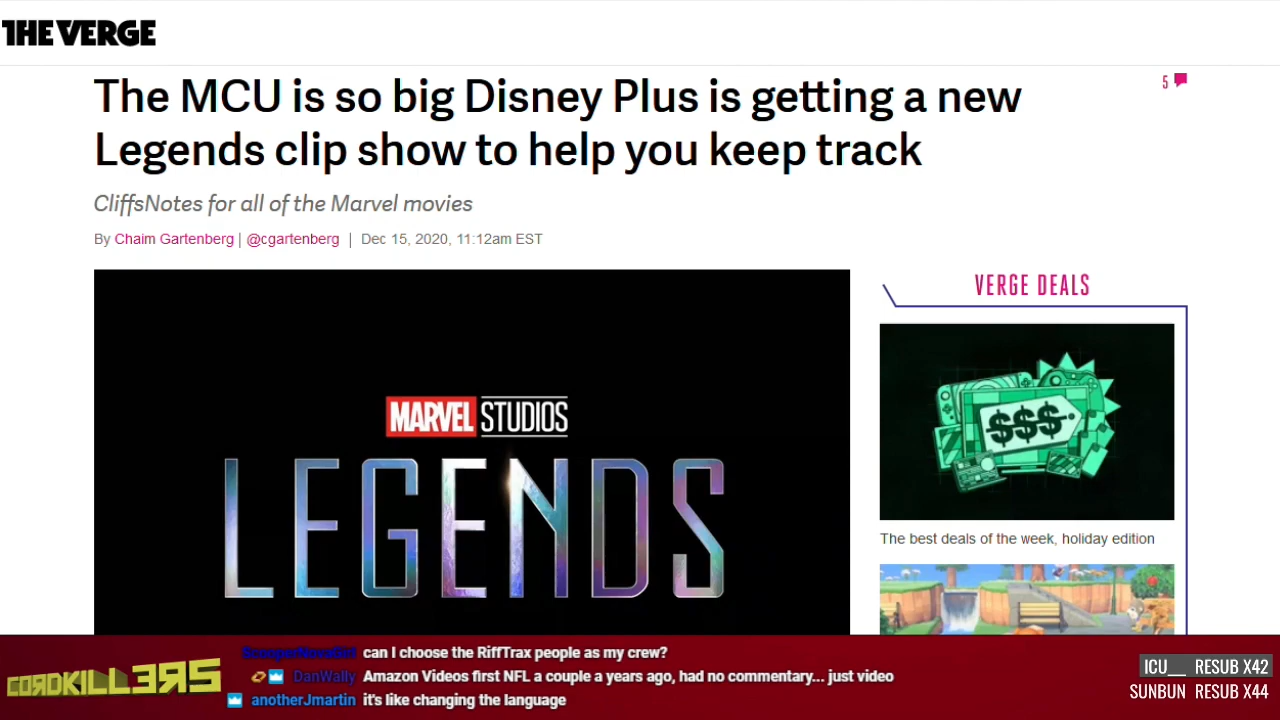 THE VERGE
The MCU is so big Disney Plus is getting a new
Legends clip show to help you keep track
5
CliffsNotes for all of the Marvel movies
By Chaim Gartenberg | @cgartenberg | Dec 15, 2020, 11:12am EST
VERGE DEALS
MARVEL STUDIOS
LEGENDS
$$$
The best deals of the week, holiday edition
CORDKILLERS
can I choose the RiffTrax people as my crew?
DanWally Amazon Videos first NFL a couple a years ago, had no commentary... just video
anotherJmartin it's like changing the language
ICU__ RESUB X42
SUNBUN RESUB X44